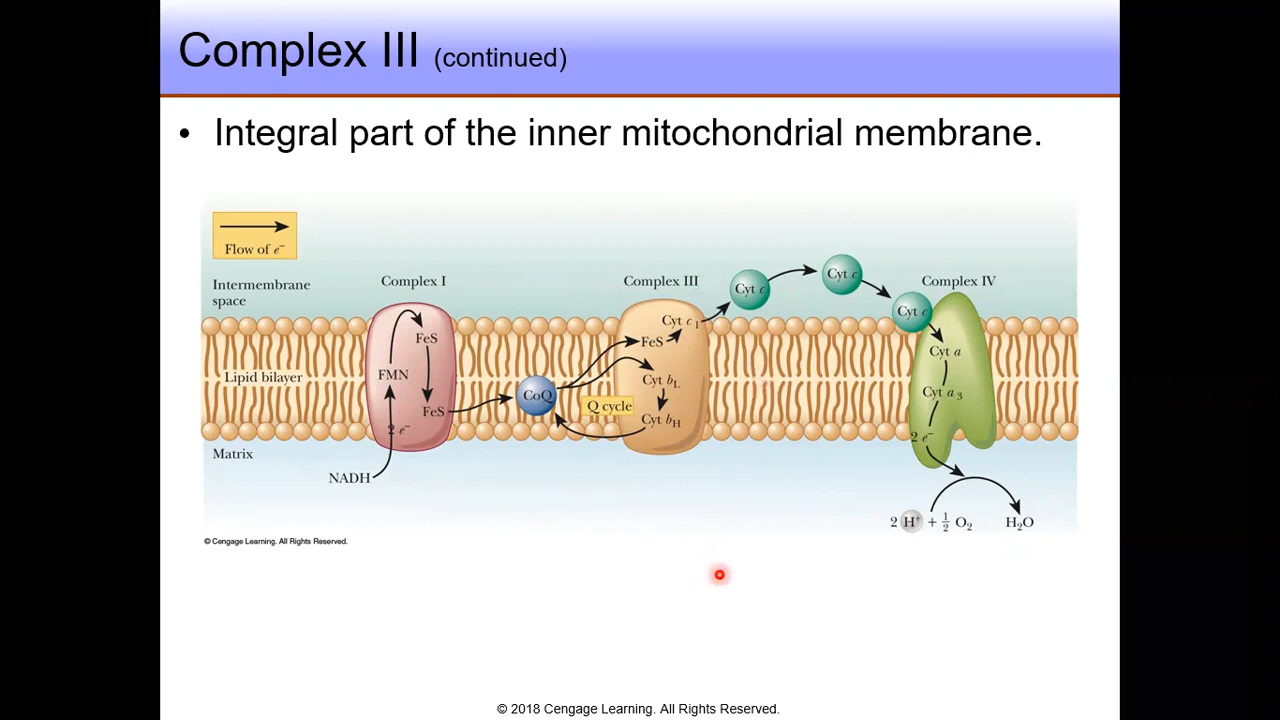 Complex III (continued)
• Integral part of the inner mitochondrial membrane.
Flow of e⁻
Intermembrane
space
Complex I
Complex III
Complex IV
Cyt c
Cyt c
Cyt c
Cyt c₁
FeS
FeS
Cyt a
Lipid bilayer
FMN
Cyt b_L
CoQ
Q cycle
Cyt a₃
FeS
Cyt b_H
2 e⁻
2 e⁻
Matrix
NADH
2 H⁺ + ½ O₂
H₂O
© Cengage Learning. All Rights Reserved.
© 2018 Cengage Learning. All Rights Reserved.